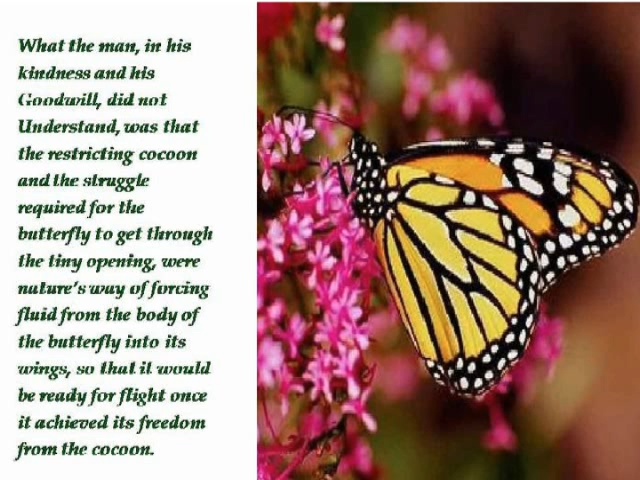 What the man, in his
kindness and his
Goodwill, did not
Understand, was that
the restricting cocoon
and the struggle
required for the
butterfly to get through
the tiny opening, were
nature's way of forcing
fluid from the body of
the butterfly into its
wings, so that it would
be ready for flight once
it achieved its freedom
from the cocoon.